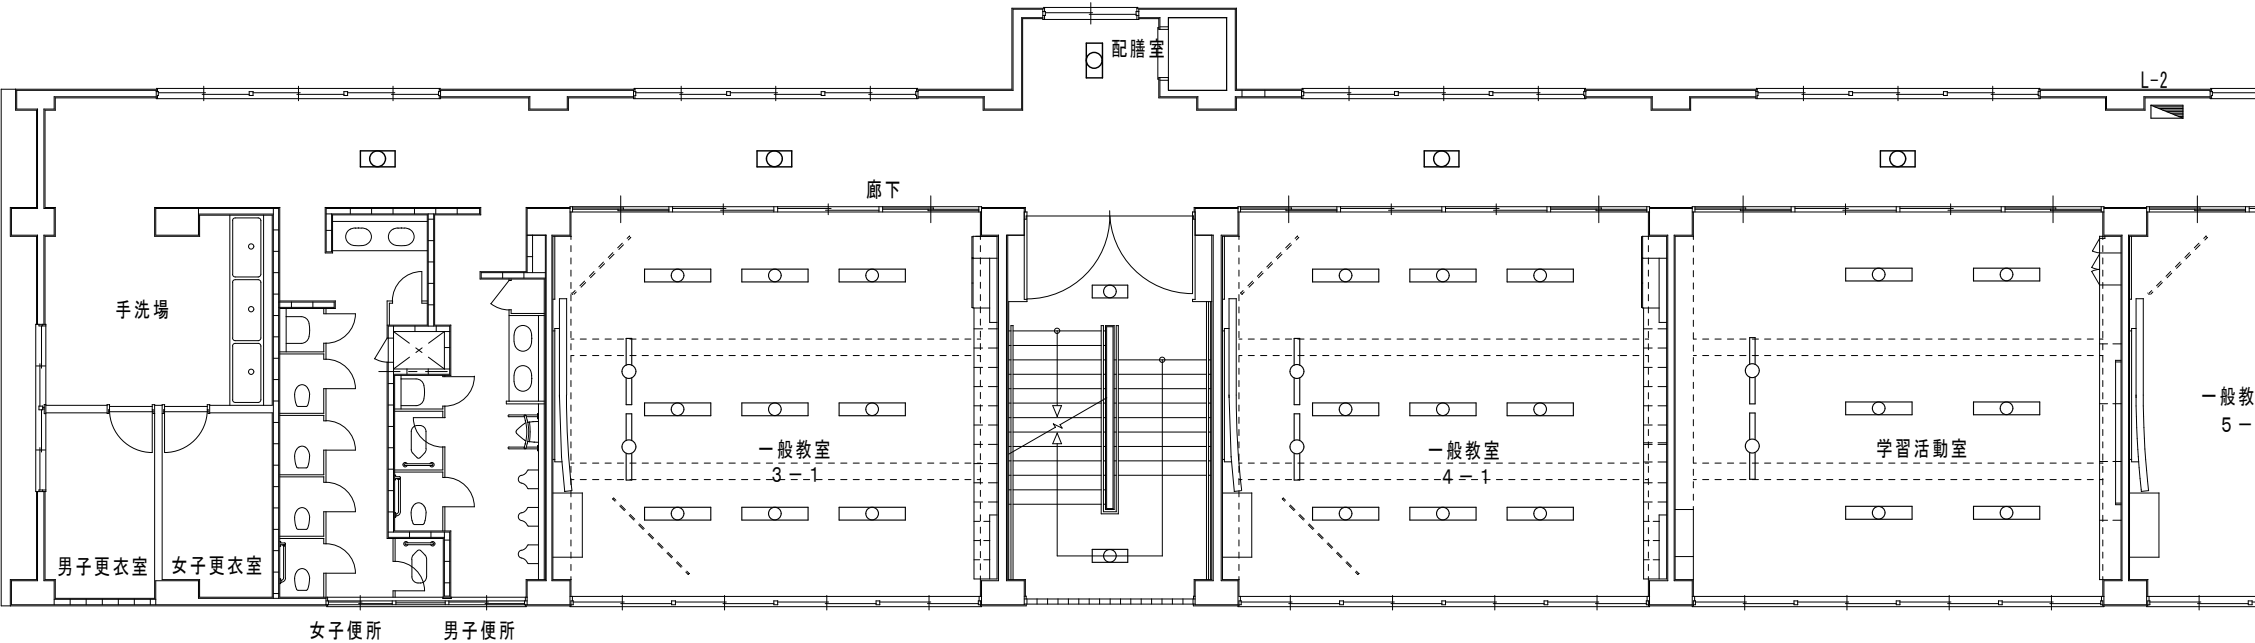 配膳室
L-2
廊下
手洗場
一般教室
3-1
一般教室
4-1
学習活動室
一般教
5-
男子更衣室
女子更衣室
女子便所
男子便所